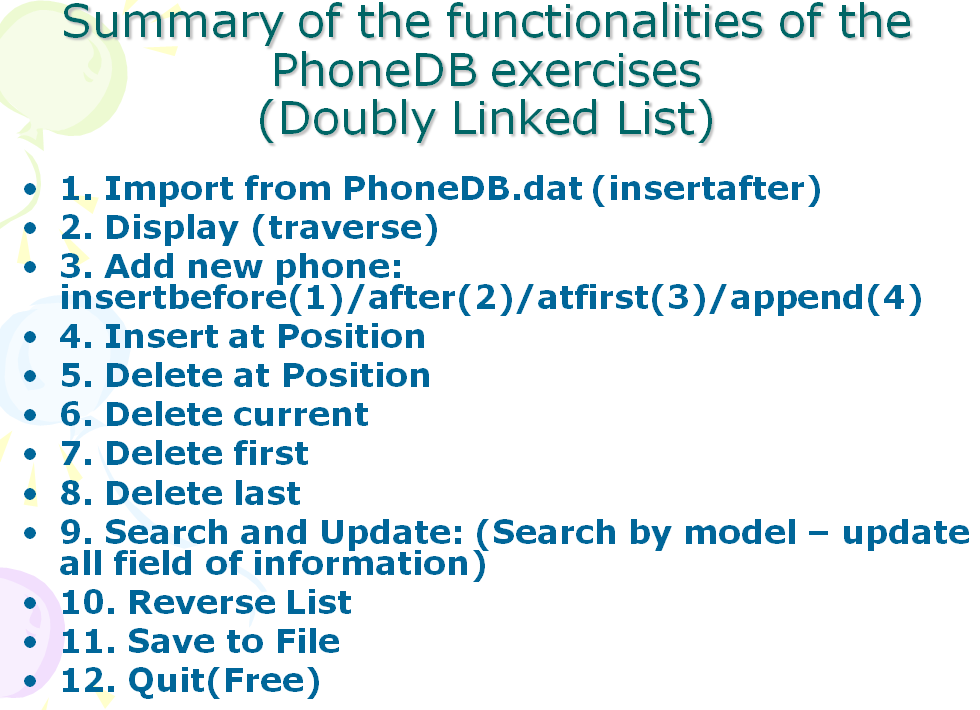 Summary of the functionalities of the
PhoneDB exercises
(Doubly Linked List)
• 1. Import from PhoneDB.dat (insertafter)
• 2. Display (traverse)
• 3. Add new phone:
insertbefore(1)/after(2)/atfirst(3)/append(4)
• 4. Insert at Position
• 5. Delete at Position
• 6. Delete current
• 7. Delete first
• 8. Delete last
• 9. Search and Update: (Search by model – update
all field of information)
• 10. Reverse List
• 11. Save to File
• 12. Quit(Free)